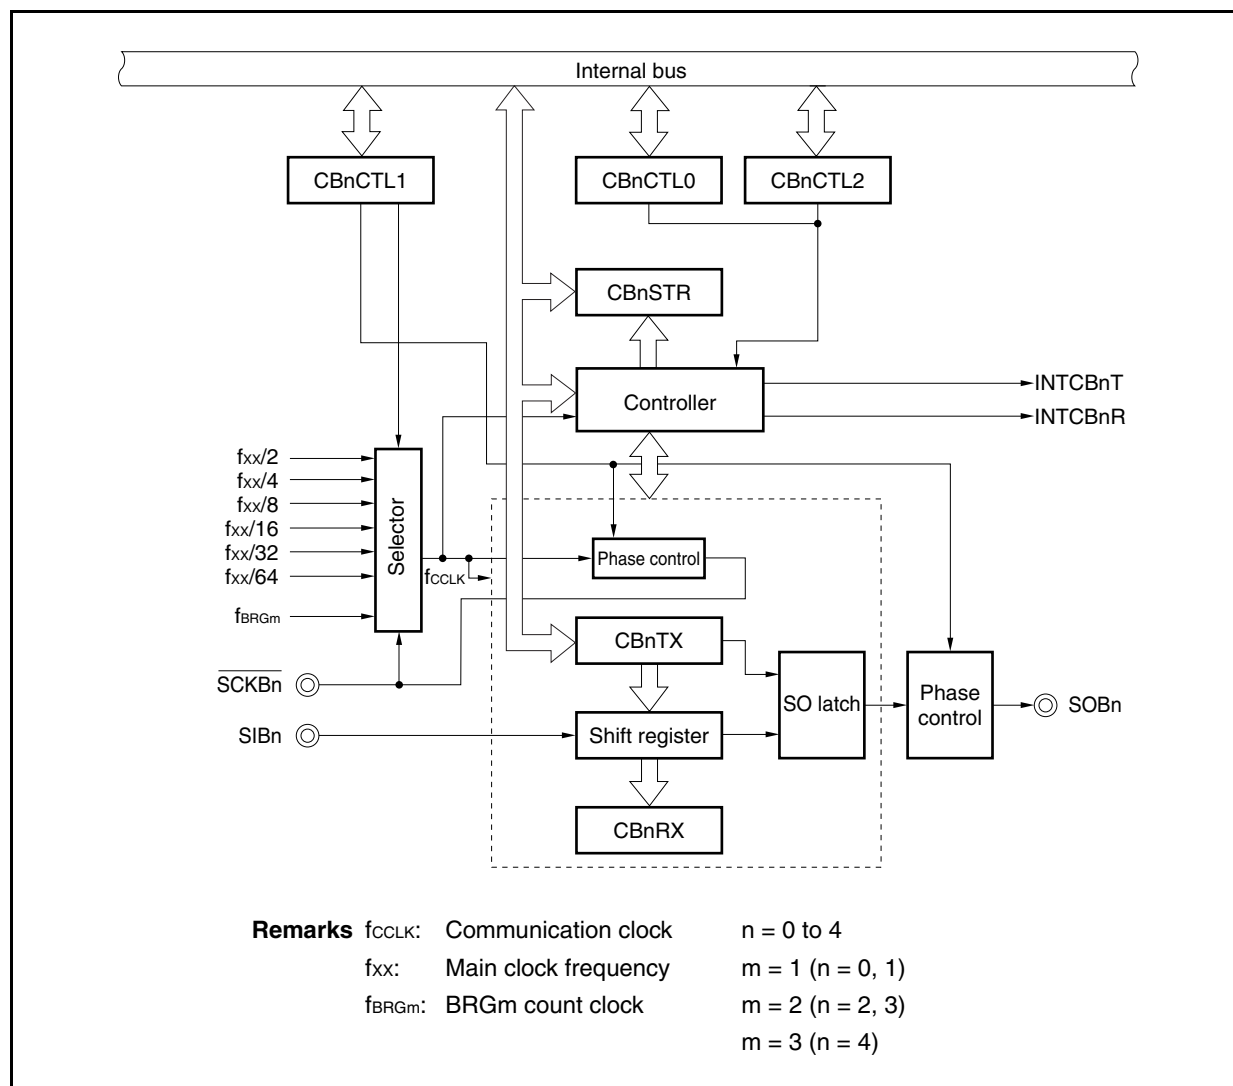 Internal bus
CBnCTL1
CBnCTL0
CBnCTL2
CBnSTR
Controller
INTCBnT
INTCBnR
fxx/2
fxx/4
fxx/8
fxx/16
fxx/32
fxx/64
fBRGm
Selector
fCCLK
Phase control
CBnTX
SCKBn
SO latch
Phase
control
SOBn
SIBn
Shift register
CBnRX
Remarks fCCLK: Communication clock n = 0 to 4
fxx: Main clock frequency m = 1 (n = 0, 1)
fBRGm: BRGm count clock m = 2 (n = 2, 3)
m = 3 (n = 4)